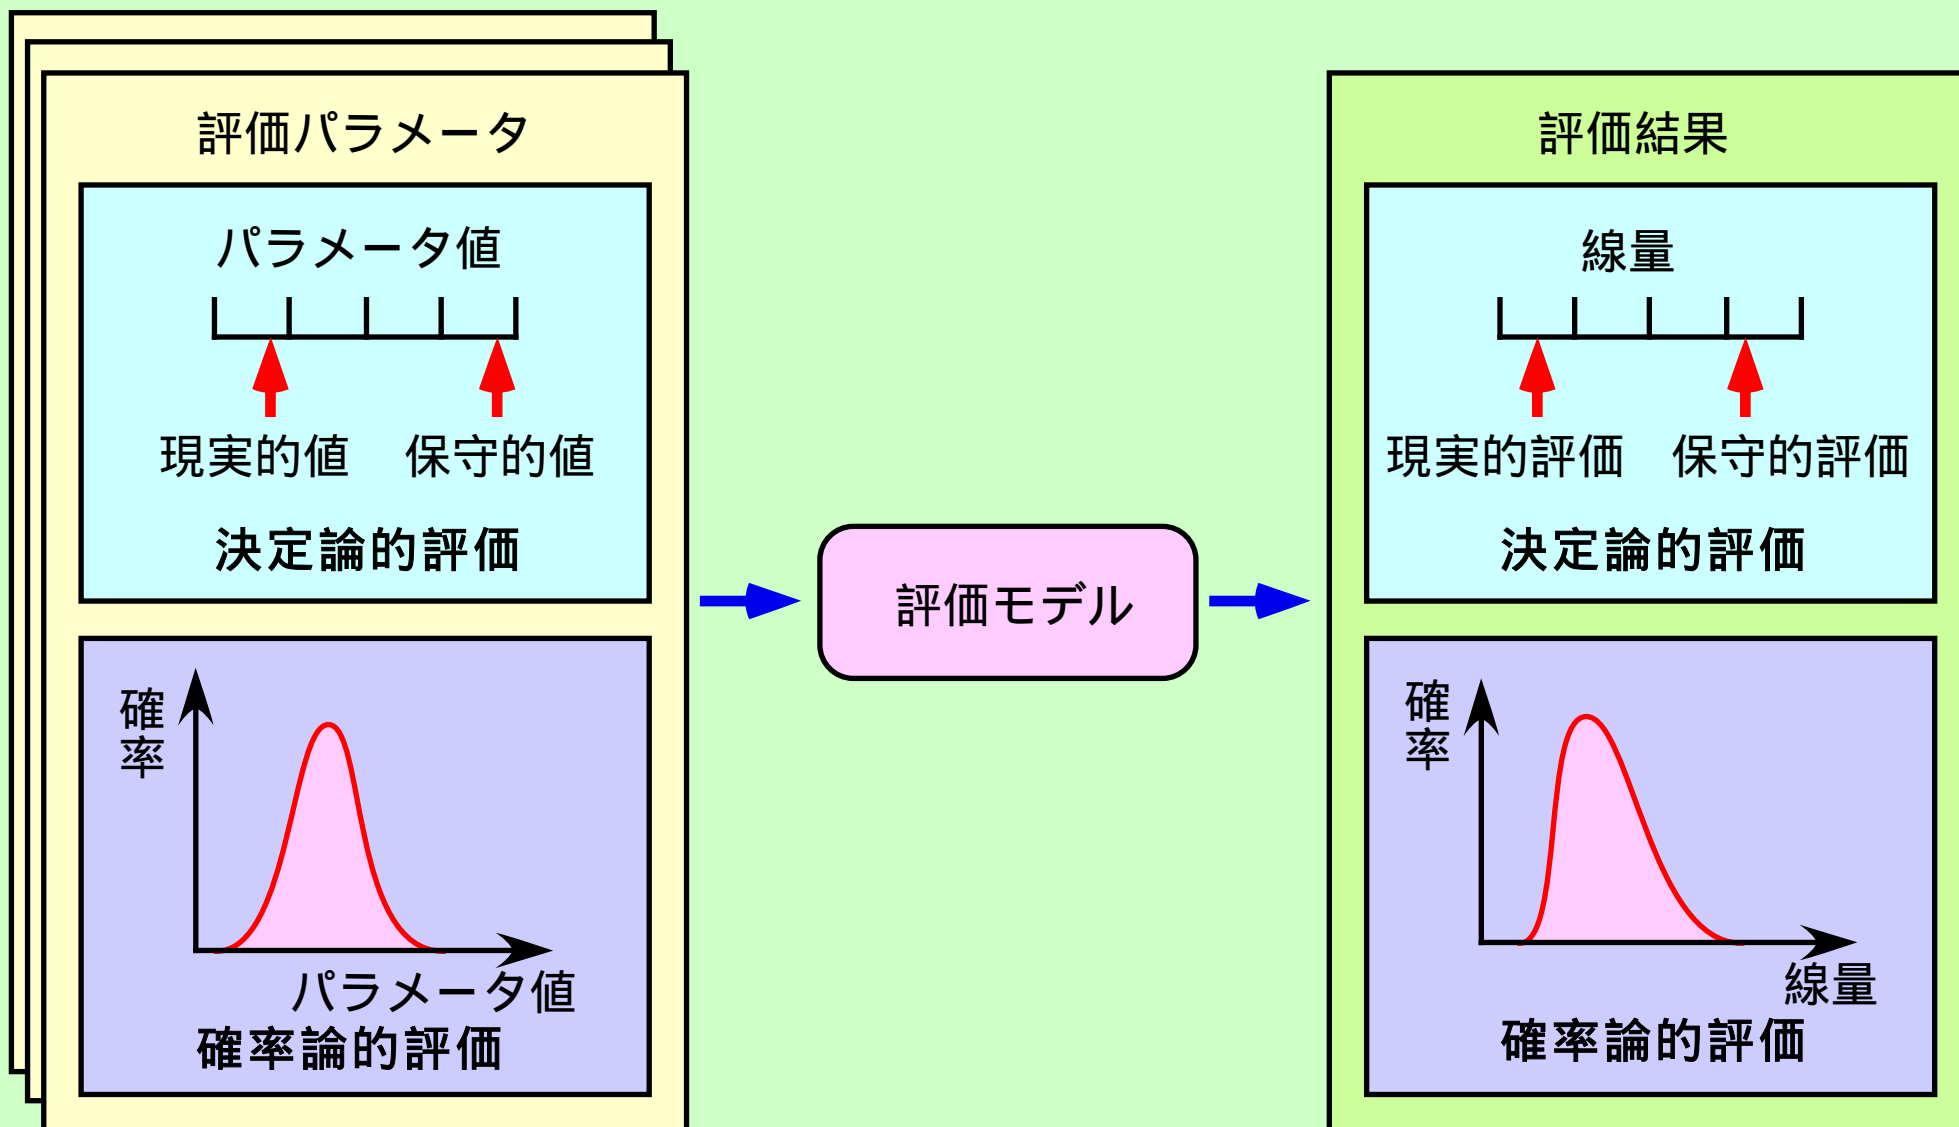 評価パラメータ
パラメータ値
現実的値 保守的値
決定論的評価
確率
パラメータ値
確率論的評価
評価モデル
評価結果
線量
現実的評価 保守的評価
決定論的評価
確率
線量
確率論的評価